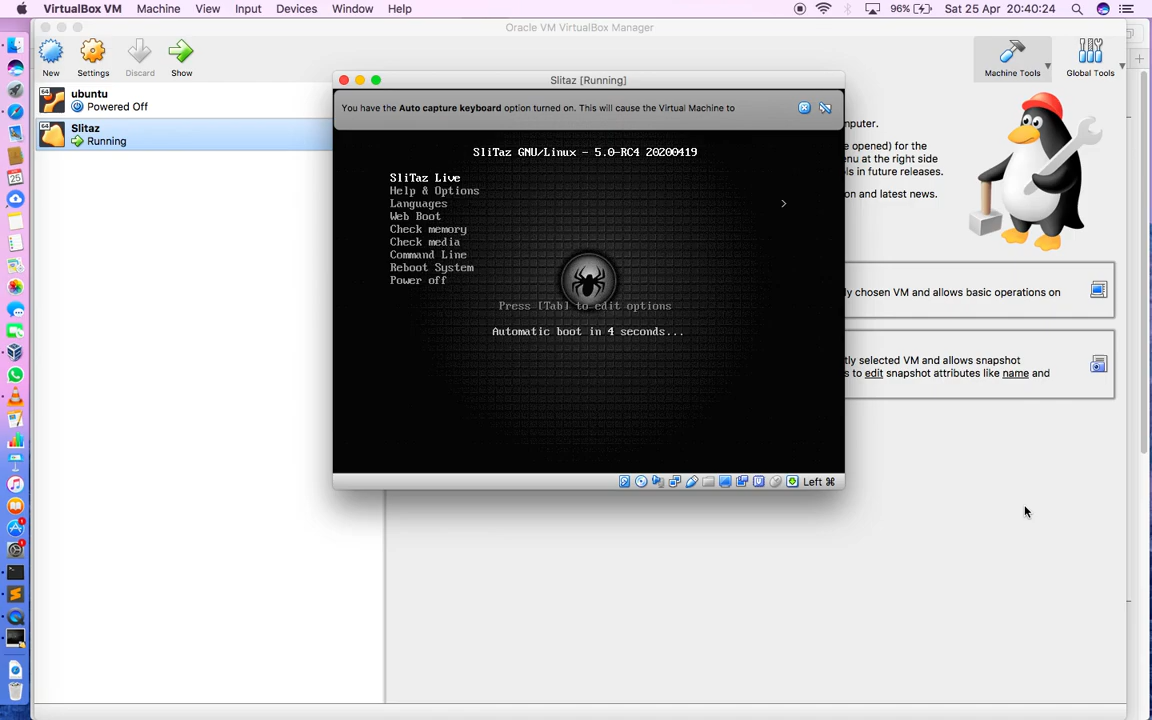 VirtualBox VM Machine View Input Devices Window Help 96% Sat 25 Apr 20:40:24
Oracle VM VirtualBox Manager
New Settings Discard Show Machine Tools Global Tools
64 ubuntu
Powered Off
64 Slitaz
Running
Slitaz [Running]
You have the Auto capture keyboard option turned on. This will cause the Virtual Machine to
SliTaz GNU/Linux - 5.0-RC4 20200419
SliTaz Live
Help & Options
Languages >
Web Boot
Check memory
Check media
Command Line
Reboot System
Power off
Press [Tab] to edit options
Automatic boot in 4 seconds...
Left ⌘
nputer.
e opened) for the
enu at the right side
ls in future releases.
on and latest news.
ly chosen VM and allows basic operations on
tly selected VM and allows snapshot
s to edit snapshot attributes like name and
25